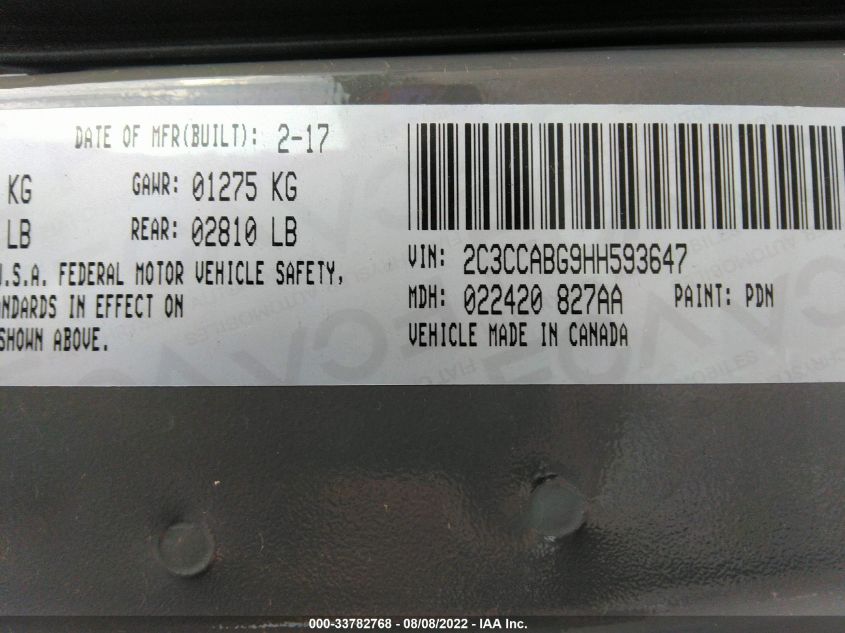 DATE OF MFR(BUILT): 2-17
KG GAWR: 01275 KG
LB REAR: 02810 LB
U.S.A. FEDERAL MOTOR VEHICLE SAFETY,
IN EFFECT ON
SHOWN ABOVE.
VIN: 2C3CCABG9HH593647
MDH: 022420 827AA PAINT: PDN
VEHICLE MADE IN CANADA
000-33782768 - 08/08/2022 - IAA Inc.